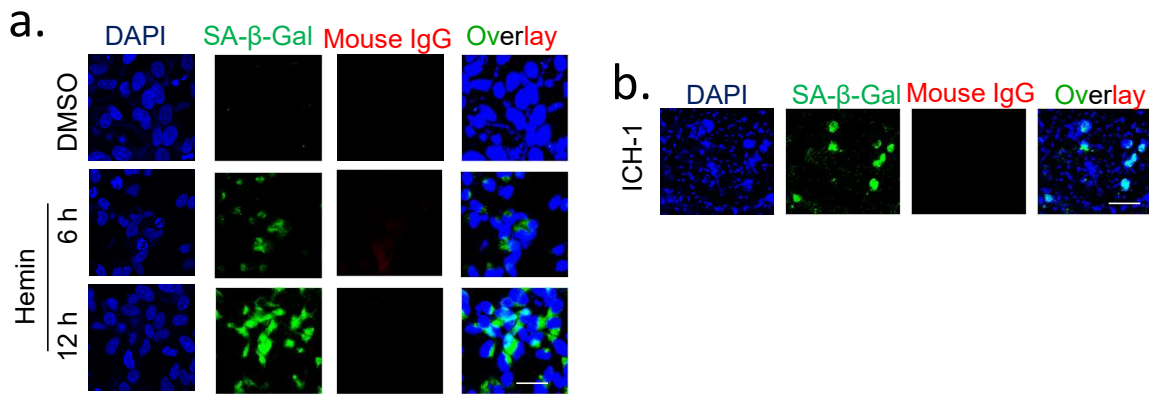 a.
DAPI SA-β-Gal Mouse IgG Overlay
DMSO
Hemin
6 h
12 h
b.
DAPI SA-β-Gal Mouse IgG Overlay
ICH-1